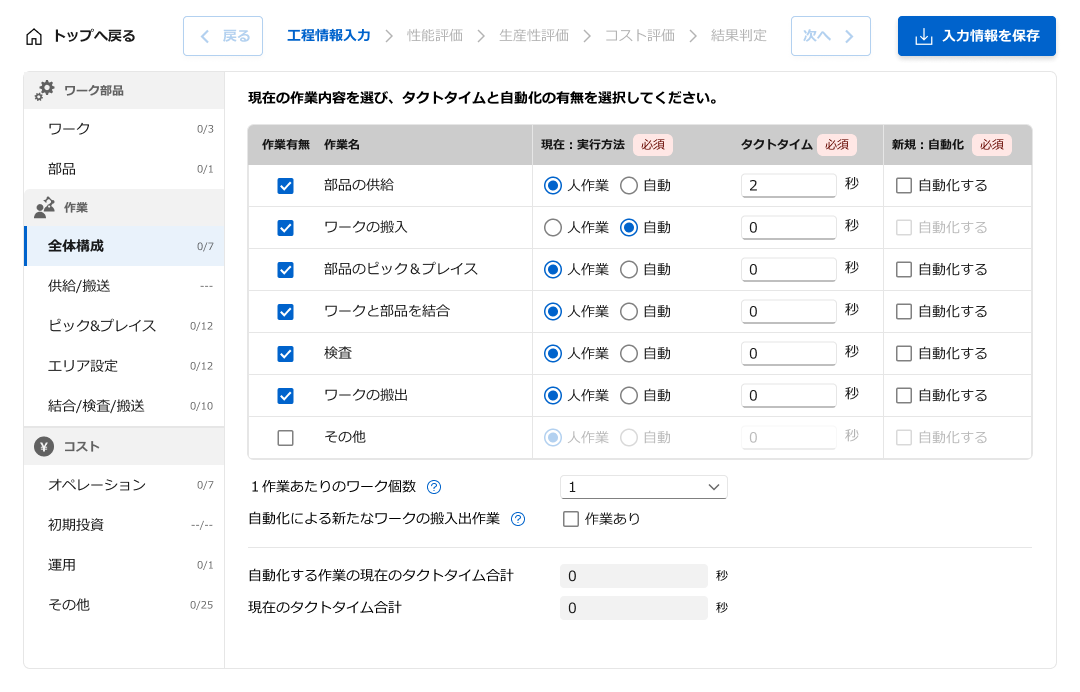 トップへ戻る 戻る 工程情報入力 性能評価 生産性評価 コスト評価 結果判定 次へ 入力情報を保存
ワーク部品
ワーク 0/3
部品 0/1
作業
全体構成 0/7
供給/搬送 ---
ピック&プレイス 0/12
エリア設定 0/12
結合/検査/搬送 0/10
¥ コスト
オペレーション 0/7
初期投資 --/--
運用 0/1
その他 0/25
現在の作業内容を選び、タクトタイムと自動化の有無を選択してください。
作業有無 作業名 現在：実行方法 必須 タクトタイム 必須 新規：自動化 必須
部品の供給 人作業 自動 2 秒 自動化する
ワークの搬入 人作業 自動 0 秒 自動化する
部品のピック＆プレイス 人作業 自動 0 秒 自動化する
ワークと部品を結合 人作業 自動 0 秒 自動化する
検査 人作業 自動 0 秒 自動化する
ワークの搬出 人作業 自動 0 秒 自動化する
その他 人作業 自動 0 秒 自動化する
１作業あたりのワーク個数 ? 1
自動化による新たなワークの搬入出作業 ? 作業あり
自動化する作業の現在のタクトタイム合計 0 秒
現在のタクトタイム合計 0 秒